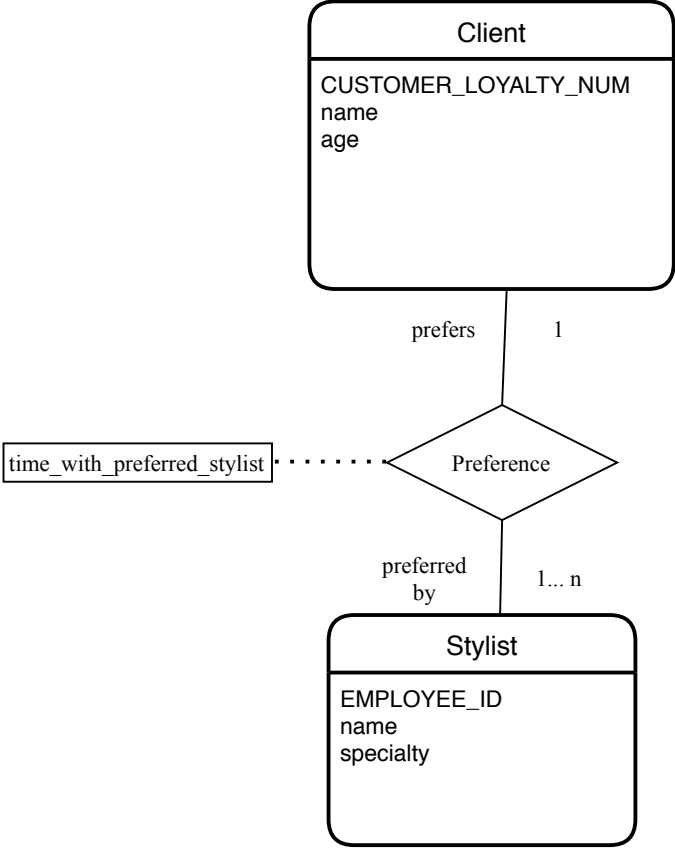 Client
CUSTOMER_LOYALTY_NUM
name
age
prefers
1
time_with_preferred_stylist
Preference
preferred
by
1... n
Stylist
EMPLOYEE_ID
name
specialty